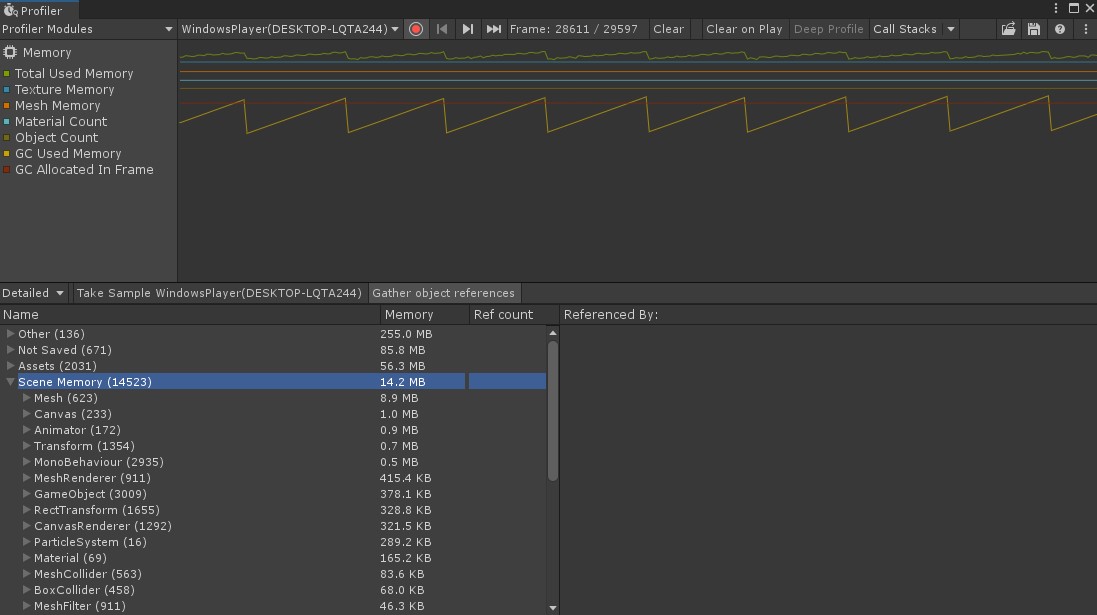 Profiler
Profiler Modules WindowsPlayer(DESKTOP-LQTA244) Frame: 28611 / 29597 Clear Clear on Play Deep Profile Call Stacks
Memory
Total Used Memory
Texture Memory
Mesh Memory
Material Count
Object Count
GC Used Memory
GC Allocated In Frame
Detailed Take Sample WindowsPlayer(DESKTOP-LQTA244) Gather object references
Name Memory Ref count Referenced By:
Other (136) 255.0 MB
Not Saved (671) 85.8 MB
Assets (2031) 56.3 MB
Scene Memory (14523) 14.2 MB
Mesh (623) 8.9 MB
Canvas (233) 1.0 MB
Animator (172) 0.9 MB
Transform (1354) 0.7 MB
MonoBehaviour (2935) 0.5 MB
MeshRenderer (911) 415.4 KB
GameObject (3009) 378.1 KB
RectTransform (1655) 328.8 KB
CanvasRenderer (1292) 321.5 KB
ParticleSystem (16) 289.2 KB
Material (69) 165.2 KB
MeshCollider (563) 83.6 KB
BoxCollider (458) 68.0 KB
MeshFilter (911) 46.3 KB